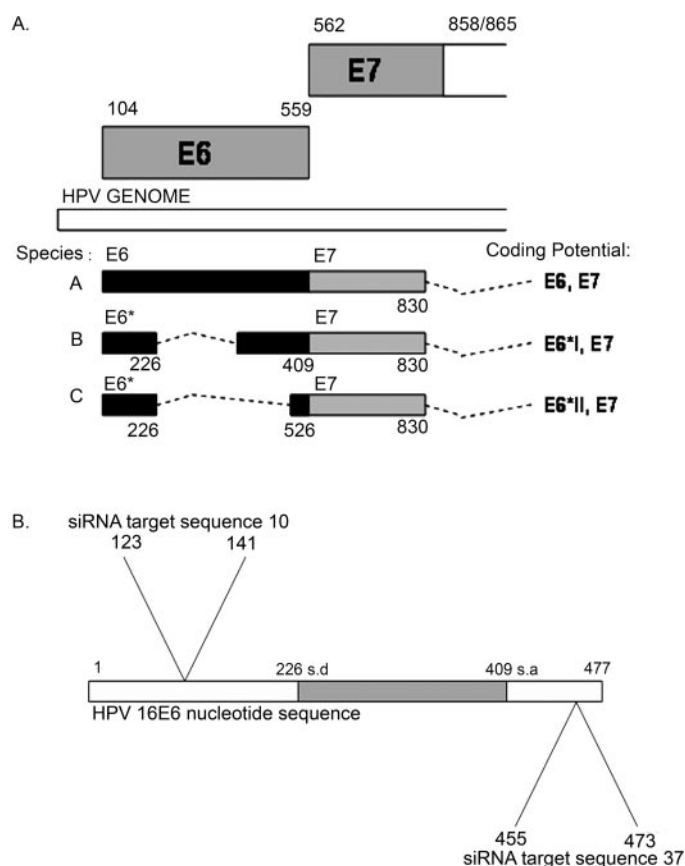 A.
562 858/865
E7
104 559
E6
HPV GENOME
Species : E6 E7 Coding Potential:
A E6, E7
830
E6* E7
B E6*I, E7
226 409 830
E6* E7
C E6*II, E7
226 526 830
B. siRNA target sequence 10
123 141
1 226 s.d 409 s.a 477
HPV 16E6 nucleotide sequence
455 473
siRNA target sequence 37